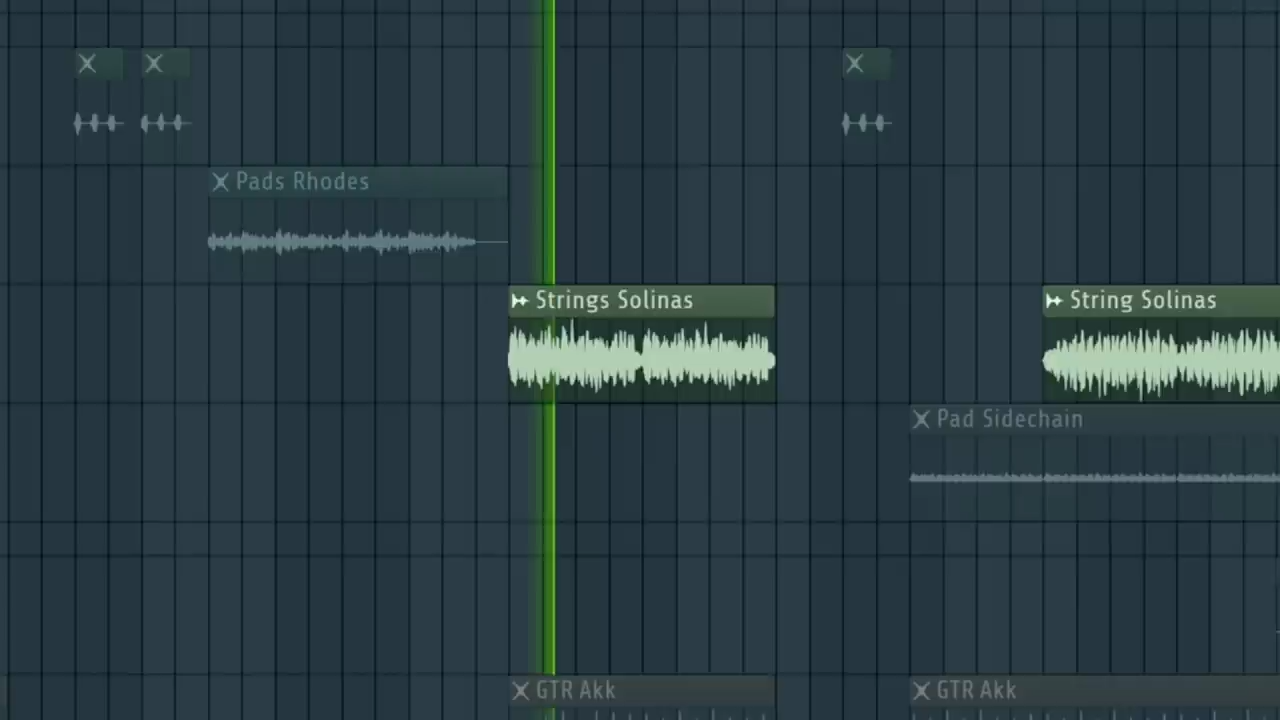 Pads Rhodes
Strings Solinas
String Solinas
Pad Sidechain
GTR Akk
GTR Akk